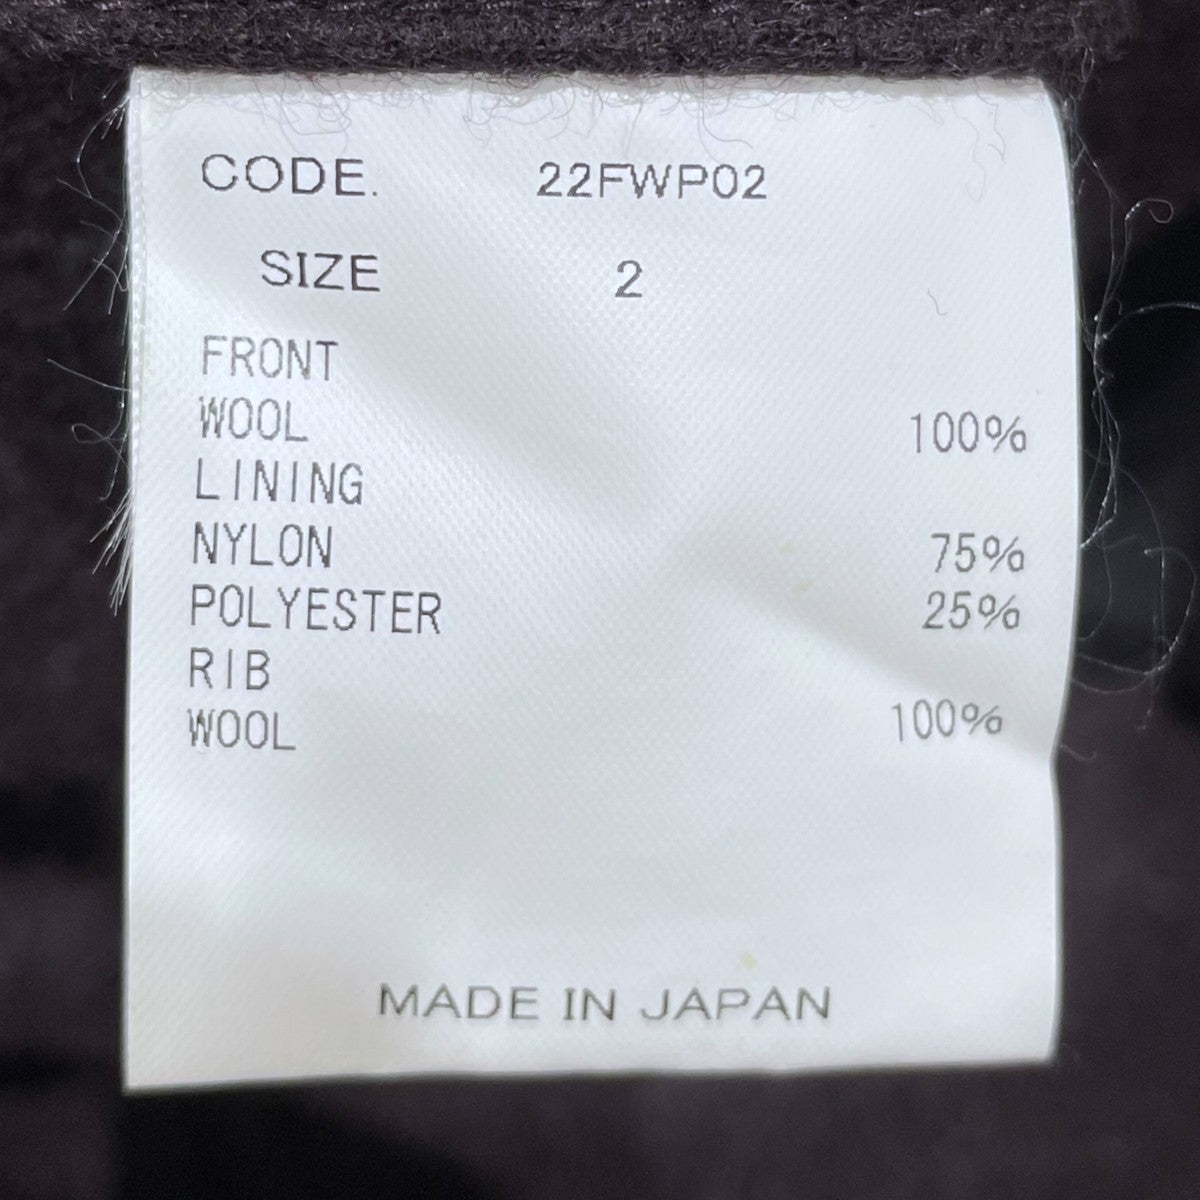 CODE. 22FWP02
SIZE 2
FRONT
WOOL 100%
LINING
NYLON 75%
POLYESTER 25%
RIB
WOOL 100%
MADE IN JAPAN